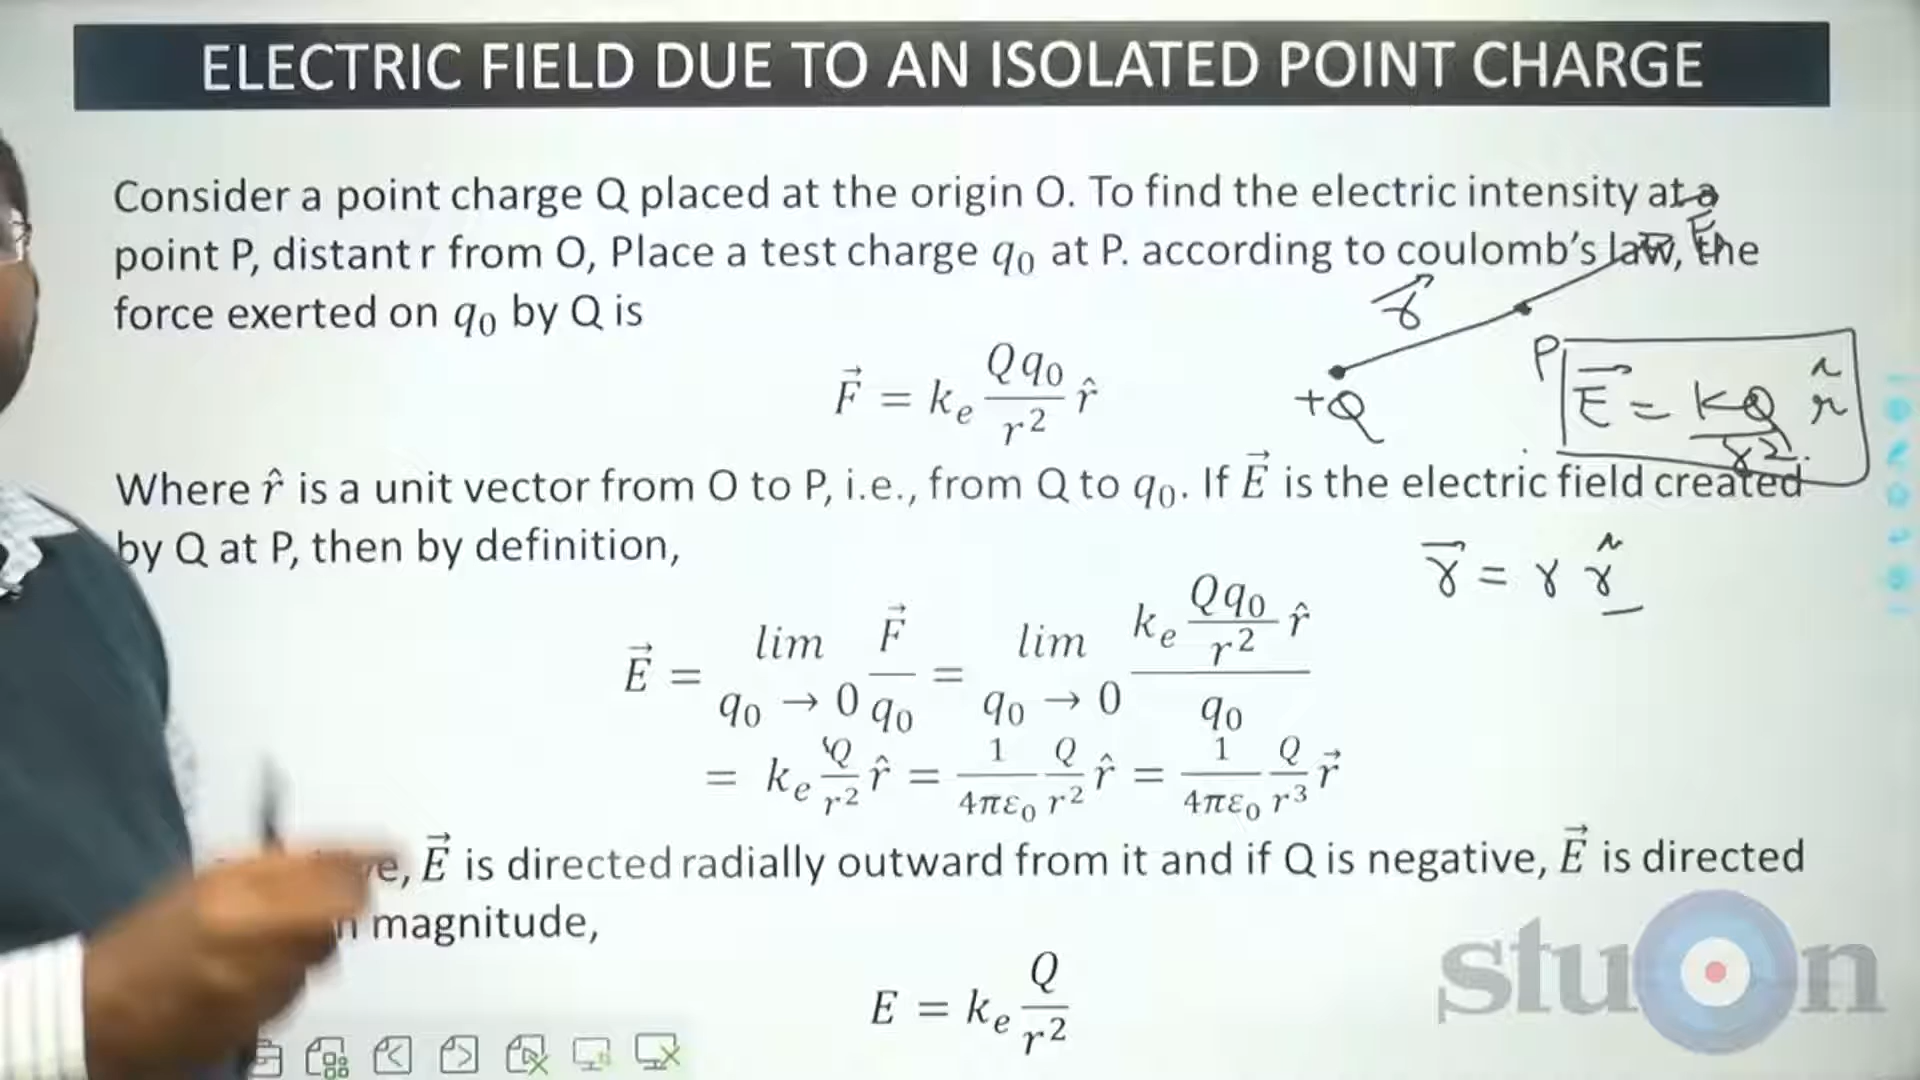 ELECTRIC FIELD DUE TO AN ISOLATED POINT CHARGE
Consider a point charge Q placed at the origin O. To find the electric intensity at a
point P, distant r from O, Place a test charge q₀ at P. according to coulomb's law, the
force exerted on q₀ by Q is
F⃗ = kₑ Qq₀/r² r̂
r⃗
P
+Q
E⃗ = kQ/r² r̂
Where r̂ is a unit vector from O to P, i.e., from Q to q₀. If E⃗ is the electric field created
by Q at P, then by definition,
r⃗ = r r̂
E⃗ = lim q₀ → 0 F⃗/q₀ = lim q₀ → 0 (kₑ Qq₀/r² r̂)/q₀
= kₑ Q/r² r̂ = 1/4πε₀ Q/r² r̂ = 1/4πε₀ Q/r³ r⃗
E⃗ is directed radially outward from it and if Q is negative, E⃗ is directed
magnitude,
E = kₑ Q/r²
stuOn